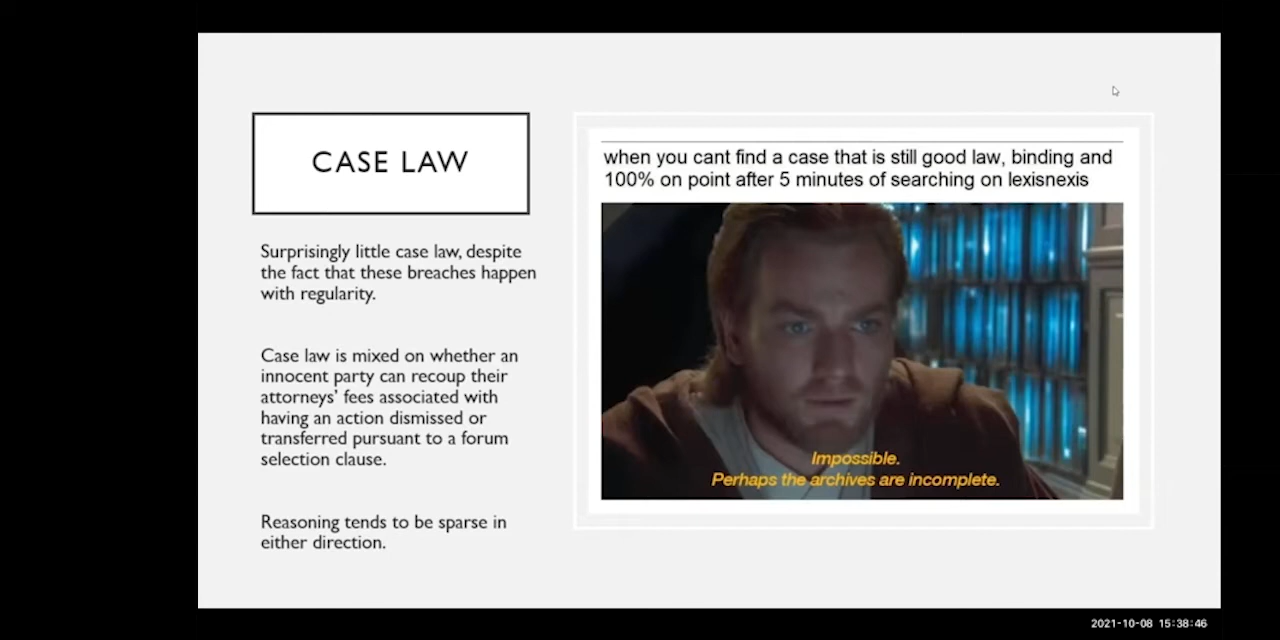 CASE LAW
Surprisingly little case law, despite
the fact that these breaches happen
with regularity.
Case law is mixed on whether an
innocent party can recoup their
attorneys' fees associated with
having an action dismissed or
transferred pursuant to a forum
selection clause.
Reasoning tends to be sparse in
either direction.
when you cant find a case that is still good law, binding and
100% on point after 5 minutes of searching on lexisnexis
Impossible.
Perhaps the archives are incomplete.
2021-10-08 15:38:46